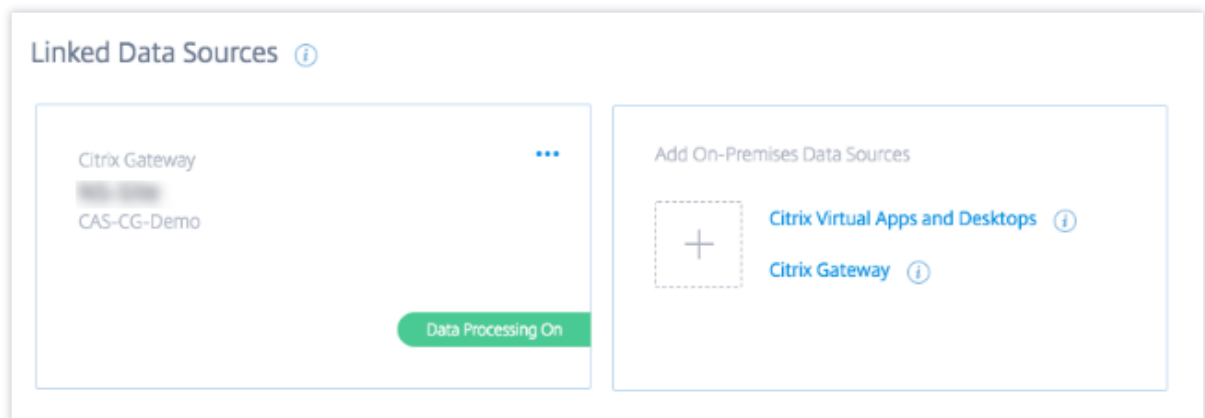 Linked Data Sources
Citrix Gateway
CAS-CG-Demo
Data Processing On
Add On-Premises Data Sources
Citrix Virtual Apps and Desktops
Citrix Gateway